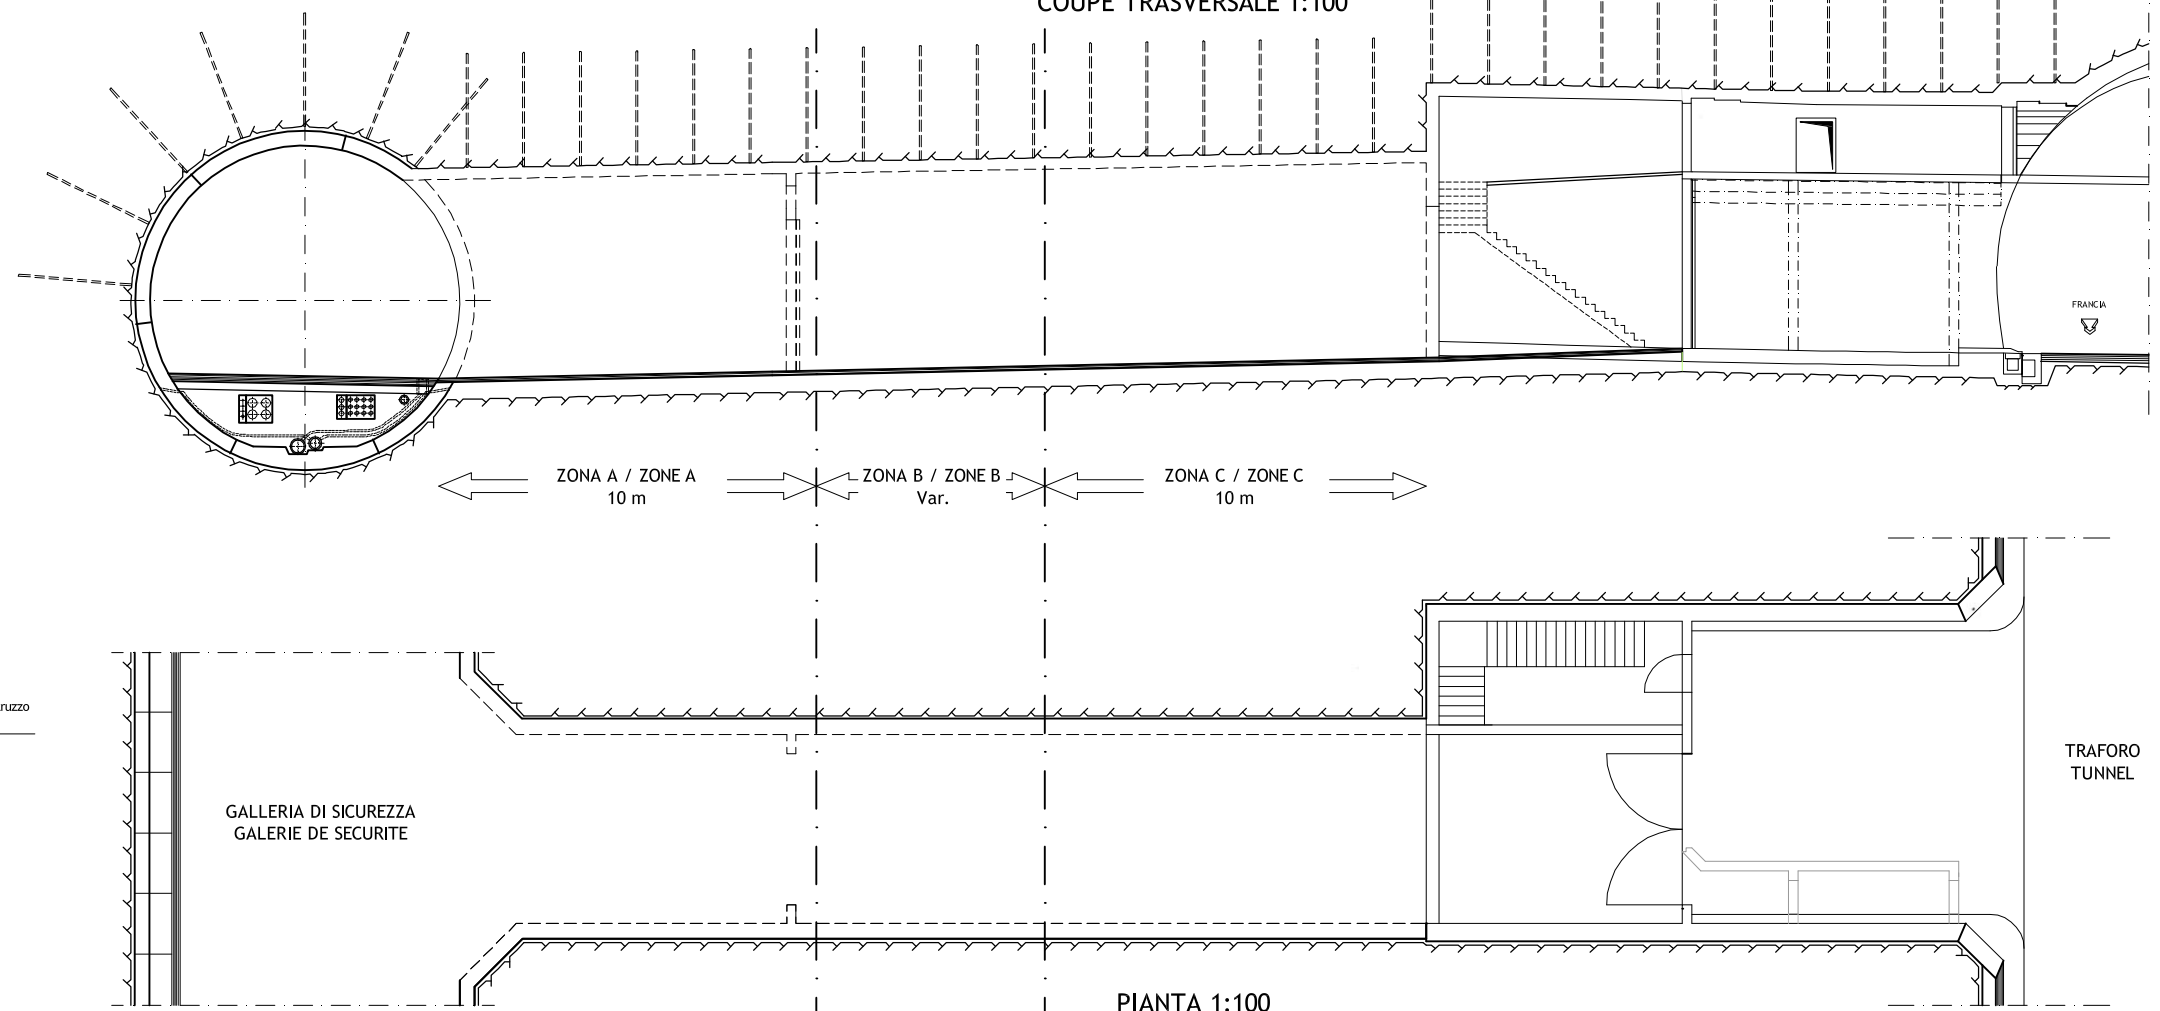 COUPE TRASVERSALE 1:100
FRANCIA
ZONA A / ZONE A
10 m
ZONA B / ZONE B
Var.
ZONA C / ZONE C
10 m
ruzzo
GALLERIA DI SICUREZZA
GALERIE DE SECURITE
TRAFORO
TUNNEL
PIANTA 1:100